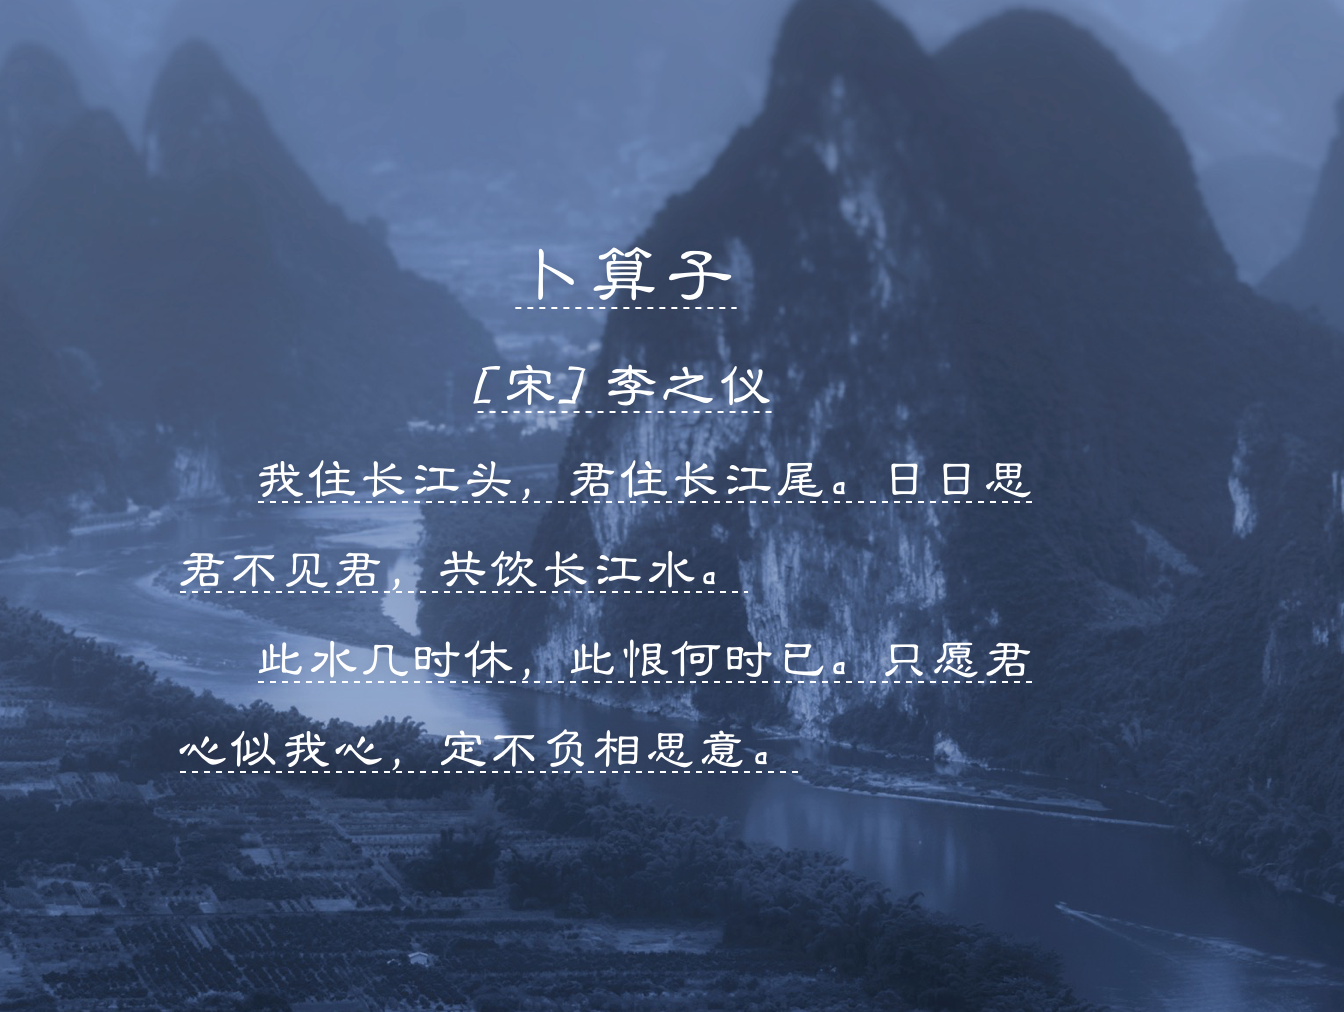 卜算子
[宋] 李之仪
我住长江头，君住长江尾。日日思
君不见君，共饮长江水。
此水几时休，此恨何时已。只愿君
心似我心，定不负相思意。